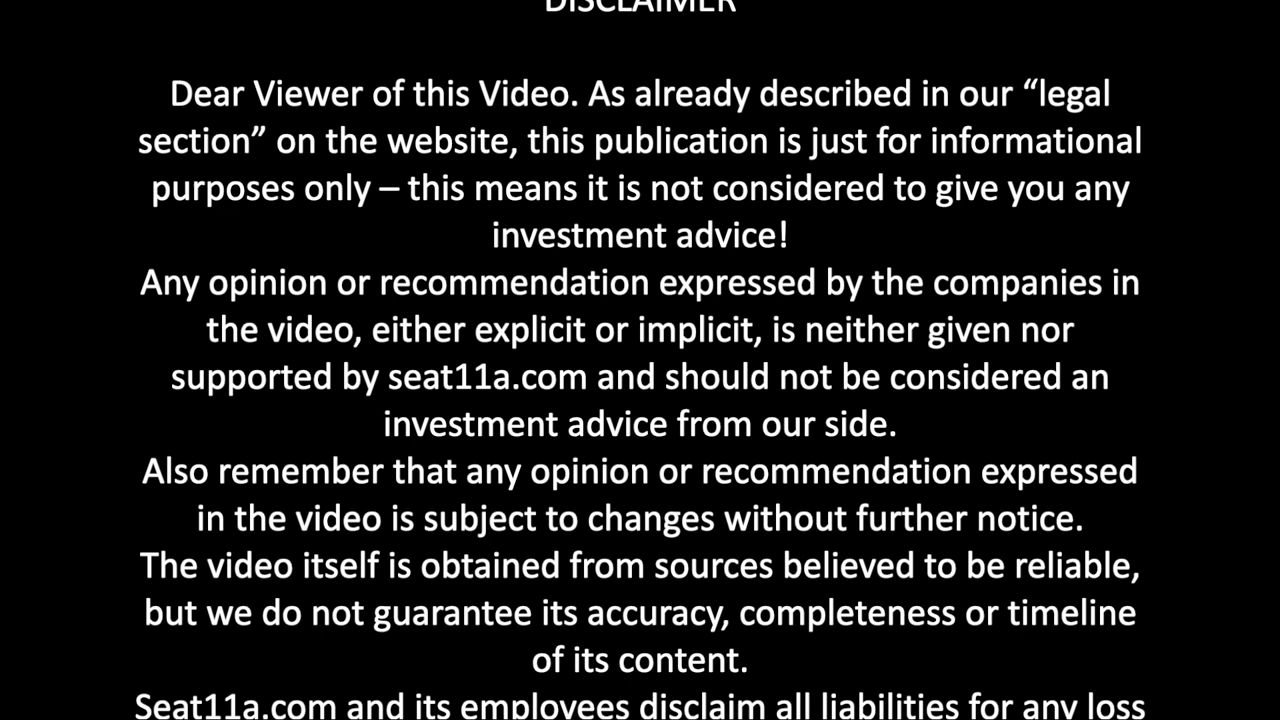 DISCLAIMER
Dear Viewer of this Video. As already described in our “legal
section” on the website, this publication is just for informational
purposes only – this means it is not considered to give you any
investment advice!
Any opinion or recommendation expressed by the companies in
the video, either explicit or implicit, is neither given nor
supported by seat11a.com and should not be considered an
investment advice from our side.
Also remember that any opinion or recommendation expressed
in the video is subject to changes without further notice.
The video itself is obtained from sources believed to be reliable,
but we do not guarantee its accuracy, completeness or timeline
of its content.
Seat11a.com and its employees disclaim all liabilities for any loss